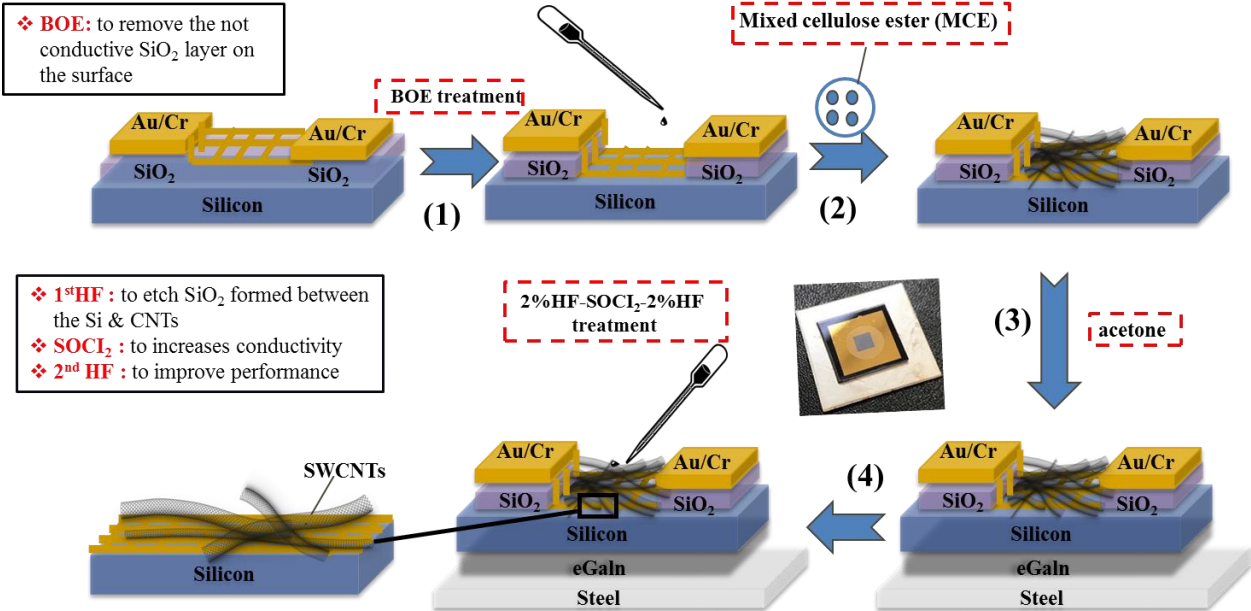 ❖ BOE: to remove the not
conductive SiO₂ layer on
the surface
BOE treatment
Mixed cellulose ester (MCE)
Au/Cr
Au/Cr
SiO₂
SiO₂
Silicon
(1)
Au/Cr
Au/Cr
SiO₂
SiO₂
Silicon
(2)
Au/Cr
Au/Cr
SiO₂
SiO₂
Silicon
❖ 1ˢᵗHF : to etch SiO₂ formed between
the Si & CNTs
❖ SOCI₂ : to increases conductivity
❖ 2ⁿᵈ HF : to improve performance
2%HF-SOCI₂-2%HF
treatment
(3)
acetone
SWCNTs
Silicon
Au/Cr
Au/Cr
SiO₂
SiO₂
Silicon
eGaln
Steel
(4)
Au/Cr
Au/Cr
SiO₂
SiO₂
Silicon
eGaln
Steel